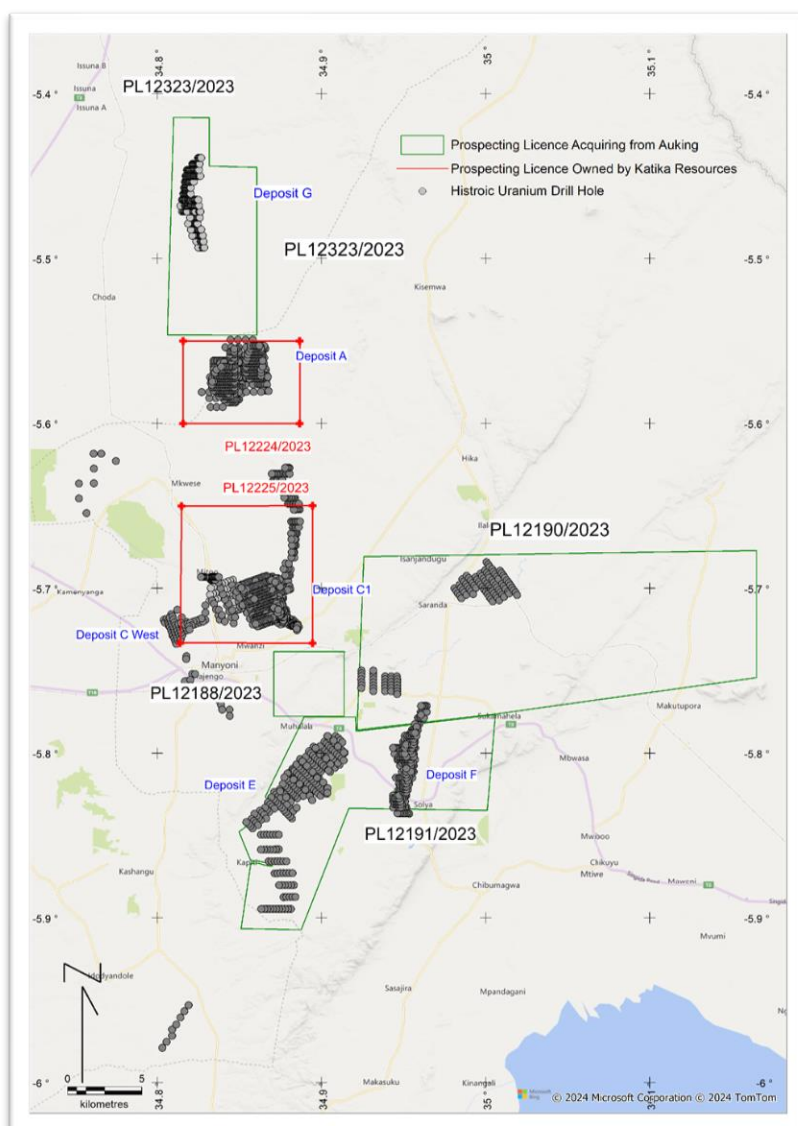 34.8 °
34.9 °
35 °
35.1 °
Issuna B
Issuna
Issuna A
PL12323/2023
-5.4 °
-5.4 °
Prospecting Licence Acquiring from Auking
Prospecting Licence Owned by Katika Resources
Histroic Uranium Drill Hole
Deposit G
PL12323/2023
-5.5 °
-5.5 °
Kisemwa
Choda
Deposit A
-5.6 °
-5.6 °
PL12224/2023
Hika
PL12225/2023
Mkwese
PL12190/2023
Isanjandugu
Kamenyanga
-5.7 °
-5.7 °
Deposit C1
Saranda
Deposit C West
Mwanzi
Manyoni
PL12188/2023
Makutupora
Muhalala
Sukamahela
-5.8 °
-5.8 °
Mbwasa
Deposit E
Deposit F
Solya
PL12191/2023
Mwiboo
Kashangu
Chikuyu
Mtiwe
Chibumagwa
-5.9 °
-5.9 °
Mvumi
Sasajira
Mpandagani
N
0 5
kilometres
-6 °
-6 °
Makasuku
Kinangali
Microsoft
Bing
© 2024 Microsoft Corporation © 2024 TomTom
34.8 °
34.9 °
35 °